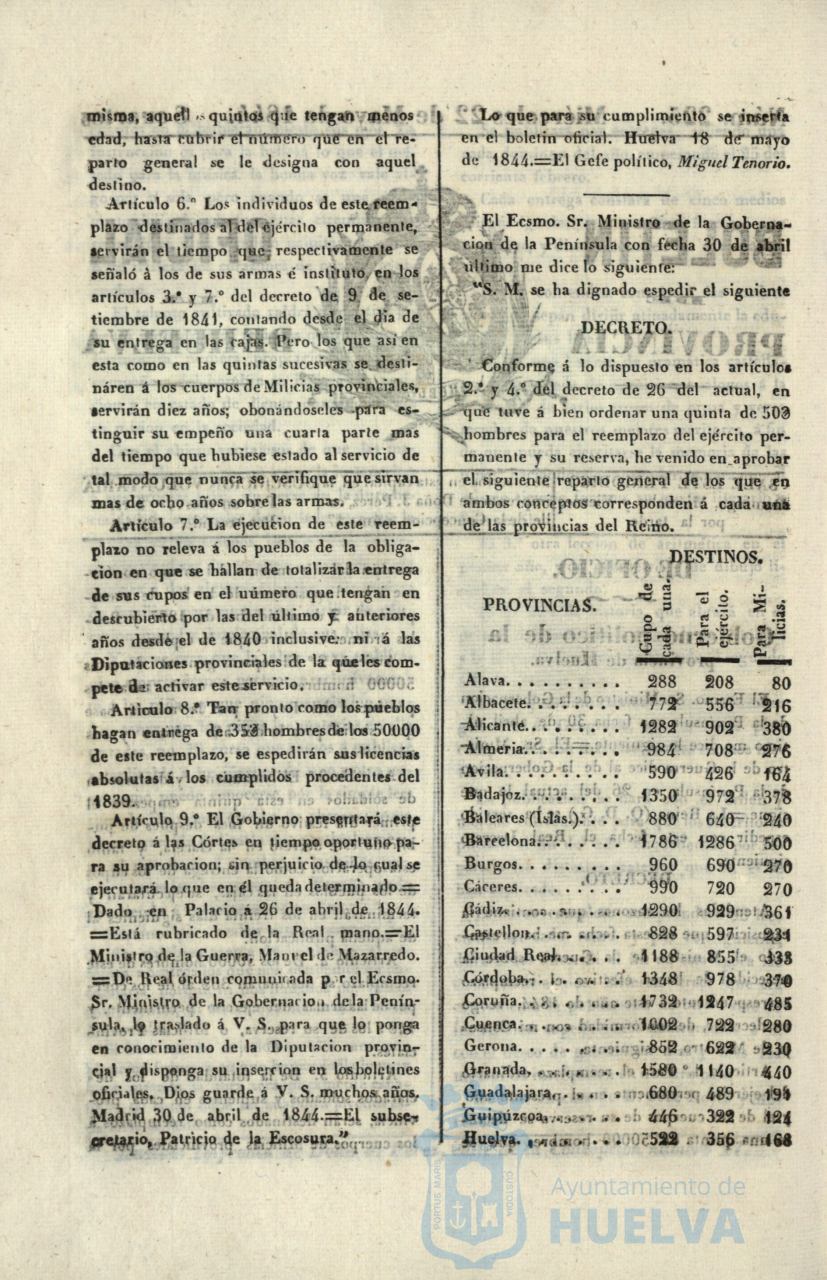 misma, aquell s quintos que tengan menos
edad, hasta cubrir el número que en el re-
parto general se le designa con aquel
destino.
Artículo 6.º Los individuos de este reem-
plazo destinados al del ejército permanente,
servirán el tiempo que respectivamente se
señaló á los de sus armas é instituto en los
artículos 3.º y 7.º del decreto de 9 de se-
tiembre de 1841, contando desde el dia de
su entrega en las cajas. Pero los que asi en
esta como en las quintas sucesivas se desti-
náren á los cuerpos de Milicias provinciales,
servirán diez años; obonándoseles para es-
tinguir su empeño una cuarta parte mas
del tiempo que hubiese estado al servicio de
tal modo que nunca se verifique que sirvan
mas de ocho años sobre las armas.
Artículo 7.º La ejecucion de este reem-
plazo no releva á los pueblos de la obliga-
cion en que se hallan de totalizar la entrega
de sus cupos en el uúmero que tengan en
descubierto por las del último y anteriores
años desde el de 1840 inclusive: ni á las
Diputaciones provinciales de la queles com-
pete de activar este servicio.
Articulo 8.º Tan pronto como los pueblos
hagan entrega de 35∂ hombres de los 50000
de este reemplazo, se espedirán sus licencias
absolutas á los cumplidos procedentes del
1839.
Artículo 9.º El Gobierno presentará este
decreto á las Córtes en tiempo oportuno pa-
ra su aprobacion; sin perjuicio de lo cual se
ejecutará lo que en él queda determinado.=
Dado en Palacio á 26 de abril de 1844.
=Está rubricado de la Real mano.=El
Ministro de la Guerra, Manuel de Mazarredo.
=De Real órden comunicada p r el Ecsmo.
Sr. Ministro de la Gobernacion de la Penín-
sula, lo traslado á V. S. para que lo ponga
en conocimiento de la Diputacion provin-
cial y disponga su insercion en los boletines
oficiales. Dios guarde á V. S. muchos años.
Madrid 30 de abril de 1844.=El subse-
cretario, Patricio de la Escosura."
Lo que para su cumplimiento se inserta
en el boletin oficial. Huelva 18 de mayo
de 1844.=El Gefe político, Miguel Tenorio.
El Ecsmo. Sr. Ministro de la Goberna-
cion de la Península con fecha 30 de abril
último me dice lo siguiente:
"S. M. se ha dignado espedir el siguiente
DECRETO.
Conforme á lo dispuesto en los artículos
2.º y 4.º del decreto de 26 del actual, en
que tuve á bien ordenar una quinta de 50∂
hombres para el reemplazo del ejército per-
manente y su reserva, he venido en aprobar
el siguiente reparto general de los que en
ambos conceptos corresponden á cada una
de las provincias del Reino.
DESTINOS.
PROVINCIAS. Cupo de cada una. Para el ejército. Para Mi-licias.
Alava. . . . . . . . . . 288 208 80
Albacete. . . . . . . . 772 556 216
Alicante. . . . . . . . 1282 902 380
Almeria. . . . . . . . 984 708 276
Avila. . . . . . . . . . 590 426 164
Badajoz. . . . . . . . . 1350 972 378
Baleares (Islas.). . . . 880 640 240
Barcelona. . . . . . . 1786 1286 500
Burgos. . . . . . . . . 960 690 270
Cáceres. . . . . . . . . 990 720 270
Cádiz. . . . . . . . . . 1290 929 361
Castellon. . . . . . . . 828 597 231
Ciudad Real. . . . . . 1188 855 333
Córdoba. . . . . . . . 1348 978 370
Coruña. . . . . . . . . 1732 1247 485
Cuenca. . . . . . . . . 1002 722 280
Gerona. . . . . . . . . 852 622 230
Granada. . . . . . . . 1580 1140 440
Guadalajara. . . . . . 680 489 191
Guipúzcoa. . . . . . . 446 322 124
Huelva. . . . . . . . . 522 356 166
PORTUS MARIS
CUSTODIA
Ayuntamiento de
HUELVA